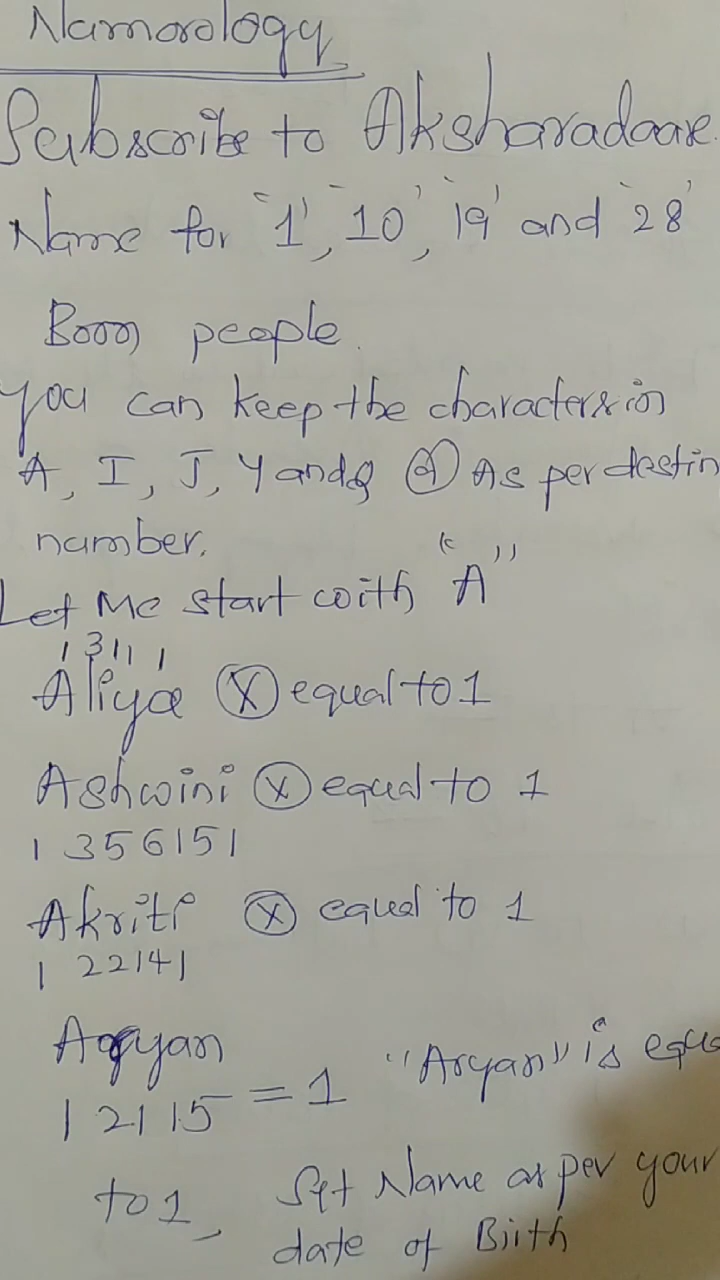 Numorology
Subscribe to Aksharadaare
Name for '1', '10', '19' and '28'
Born people.
You can keep the characters in
A, I, J, Y and Q As per destin
number.
Let Me start with "A"
1 3 1 1 1
Aliya ⓧ equal to 1
Ashwini ⓧ equal to 1
1 3 5 6 1 5 1
Akriti ⓧ equal to 1
1 2 2 1 4 1
Aryan "Aryan" is equa
1 2 1 1 5 = 1
to 1, Set Name as per your
date of Birth